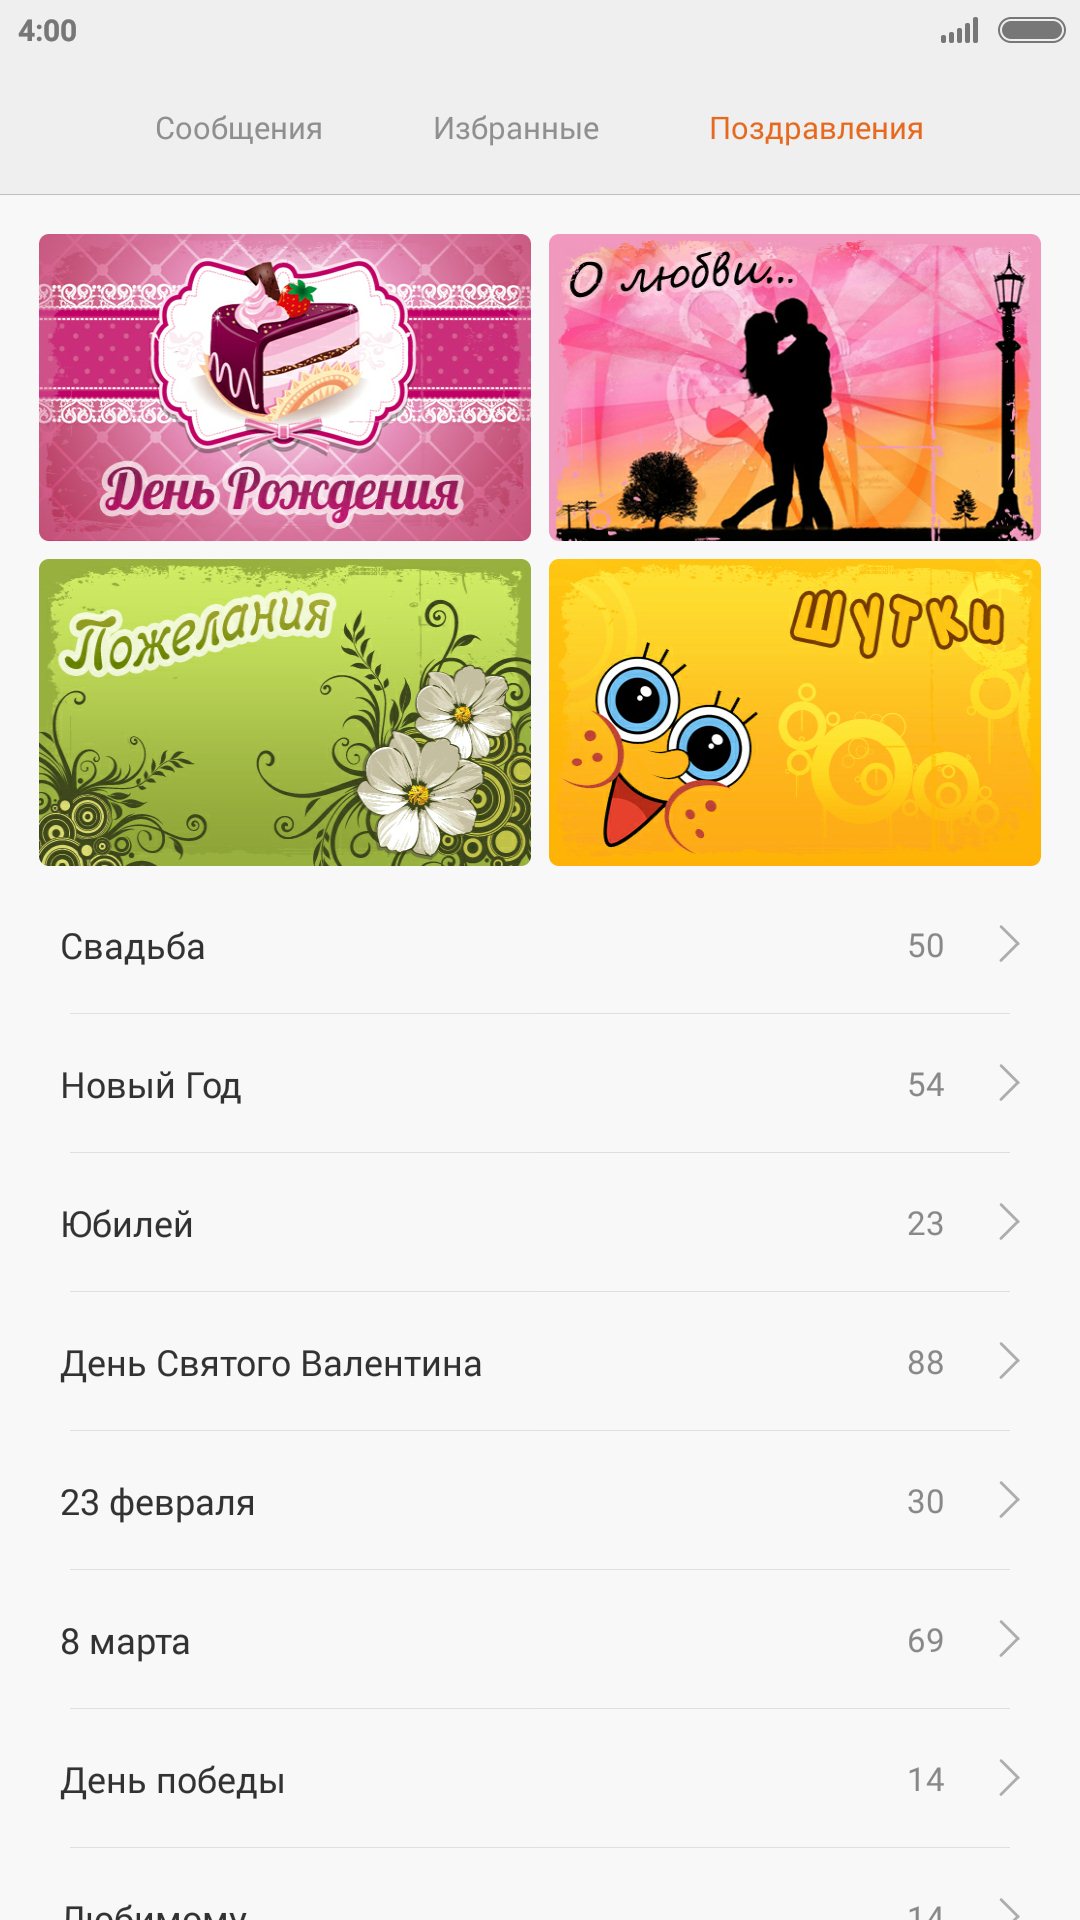 4:00
Сообщения Избранные Поздравления
День Рождения
О любви...
Пожелания
Шутки
Свадьба 50
Новый Год 54
Юбилей 23
День Святого Валентина 88
23 февраля 30
8 марта 69
День победы 14
Любимому 14